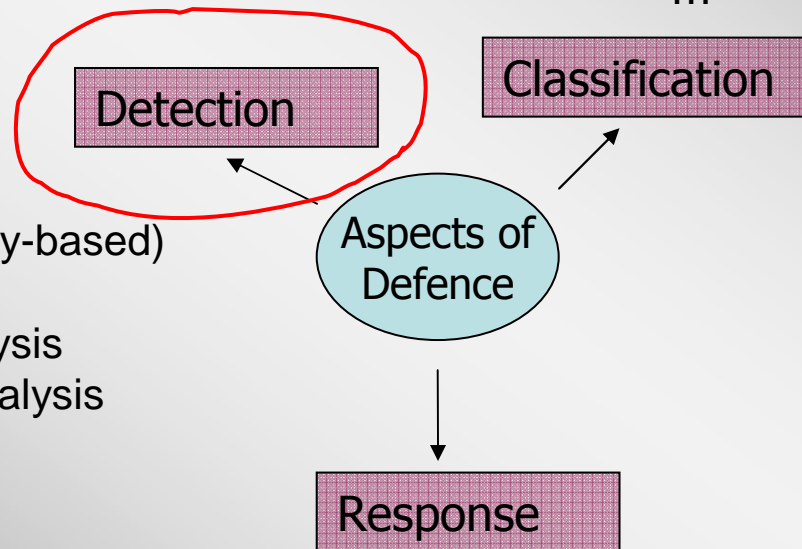 Detection
Classification
Aspects of
Defence
y-based)
ysis
alysis
Response